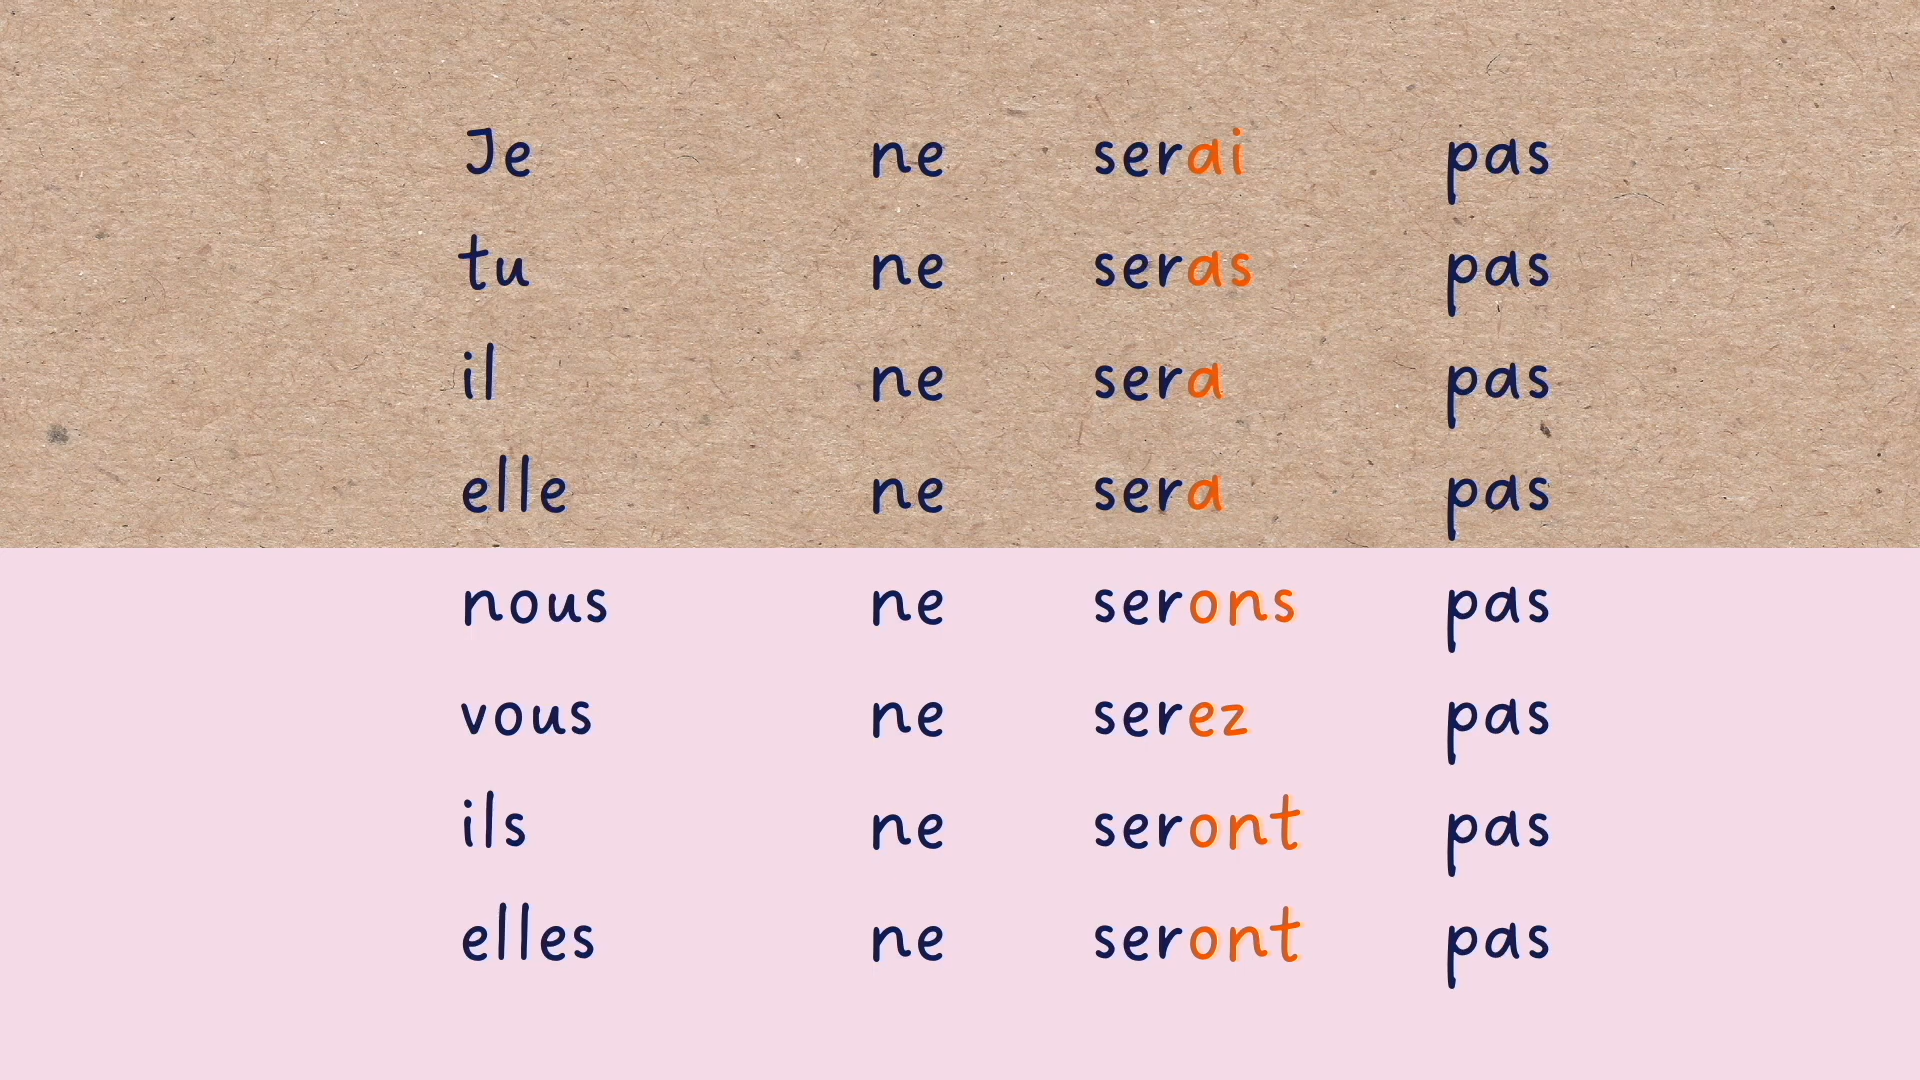 Je ne serai pas
tu ne seras pas
il ne sera pas
elle ne sera pas
nous ne serons pas
vous ne serez pas
ils ne seront pas
elles ne seront pas